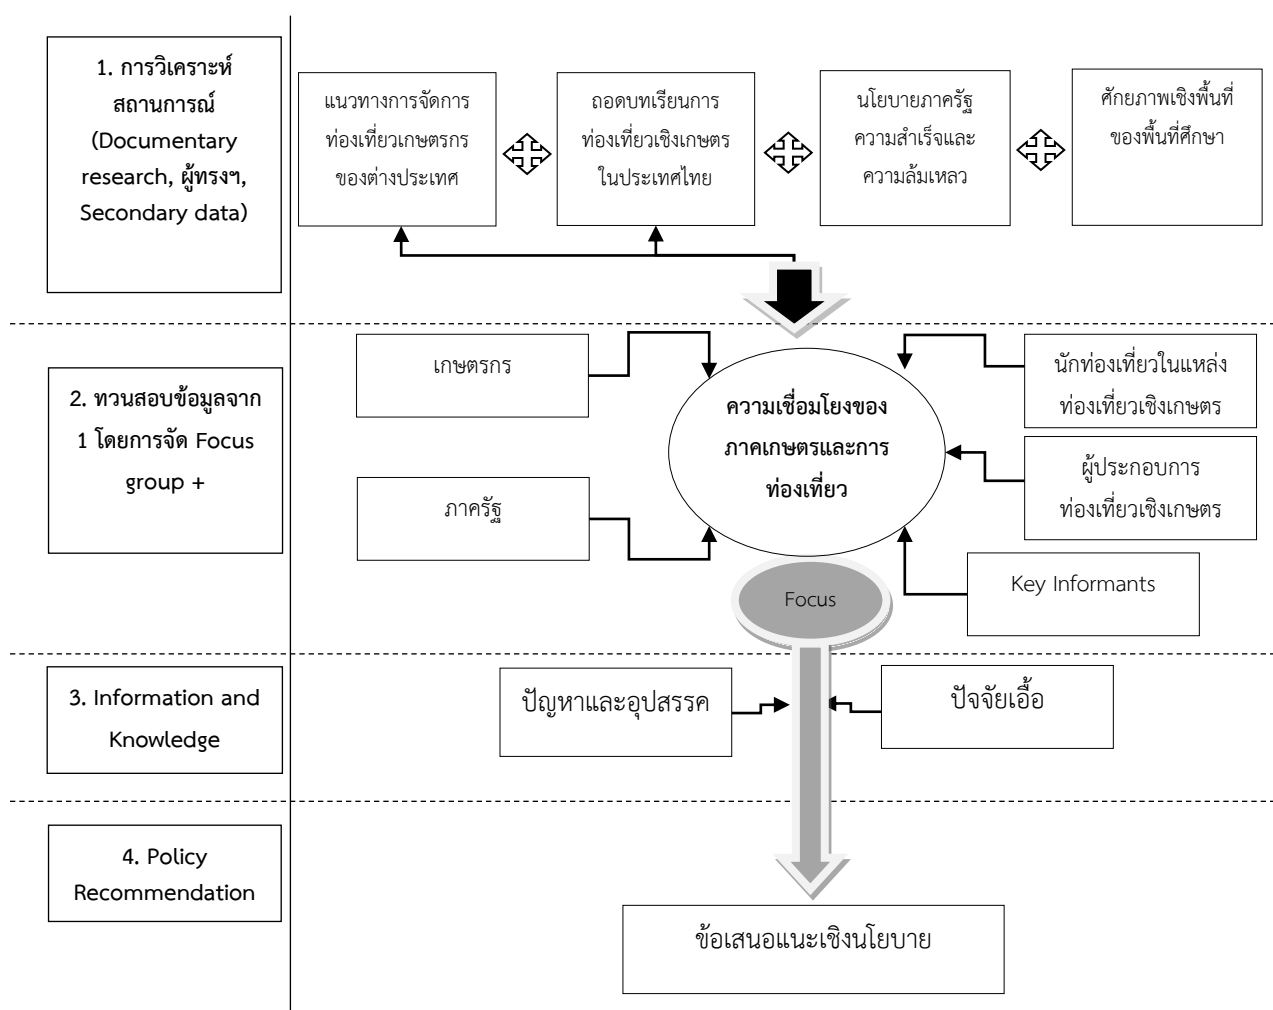 1. การวิเคราะห์
สถานการณ์
(Documentary
research, ผู้ทรงฯ,
Secondary data)
แนวทางการจัดการ
ท่องเที่ยวเกษตรกร
ของต่างประเทศ
ถอดบทเรียนการ
ท่องเที่ยวเชิงเกษตร
ในประเทศไทย
นโยบายภาครัฐ
ความสำเร็จและ
ความล้มเหลว
ศักยภาพเชิงพื้นที่
ของพื้นที่ศึกษา
2. ทวนสอบข้อมูลจาก
1 โดยการจัด Focus
group +
เกษตรกร
ภาครัฐ
ความเชื่อมโยงของ
ภาคเกษตรและการ
ท่องเที่ยว
นักท่องเที่ยวในแหล่ง
ท่องเที่ยวเชิงเกษตร
ผู้ประกอบการ
ท่องเที่ยวเชิงเกษตร
Key Informants
Focus
3. Information and
Knowledge
ปัญหาและอุปสรรค
ปัจจัยเอื้อ
4. Policy
Recommendation
ข้อเสนอแนะเชิงนโยบาย